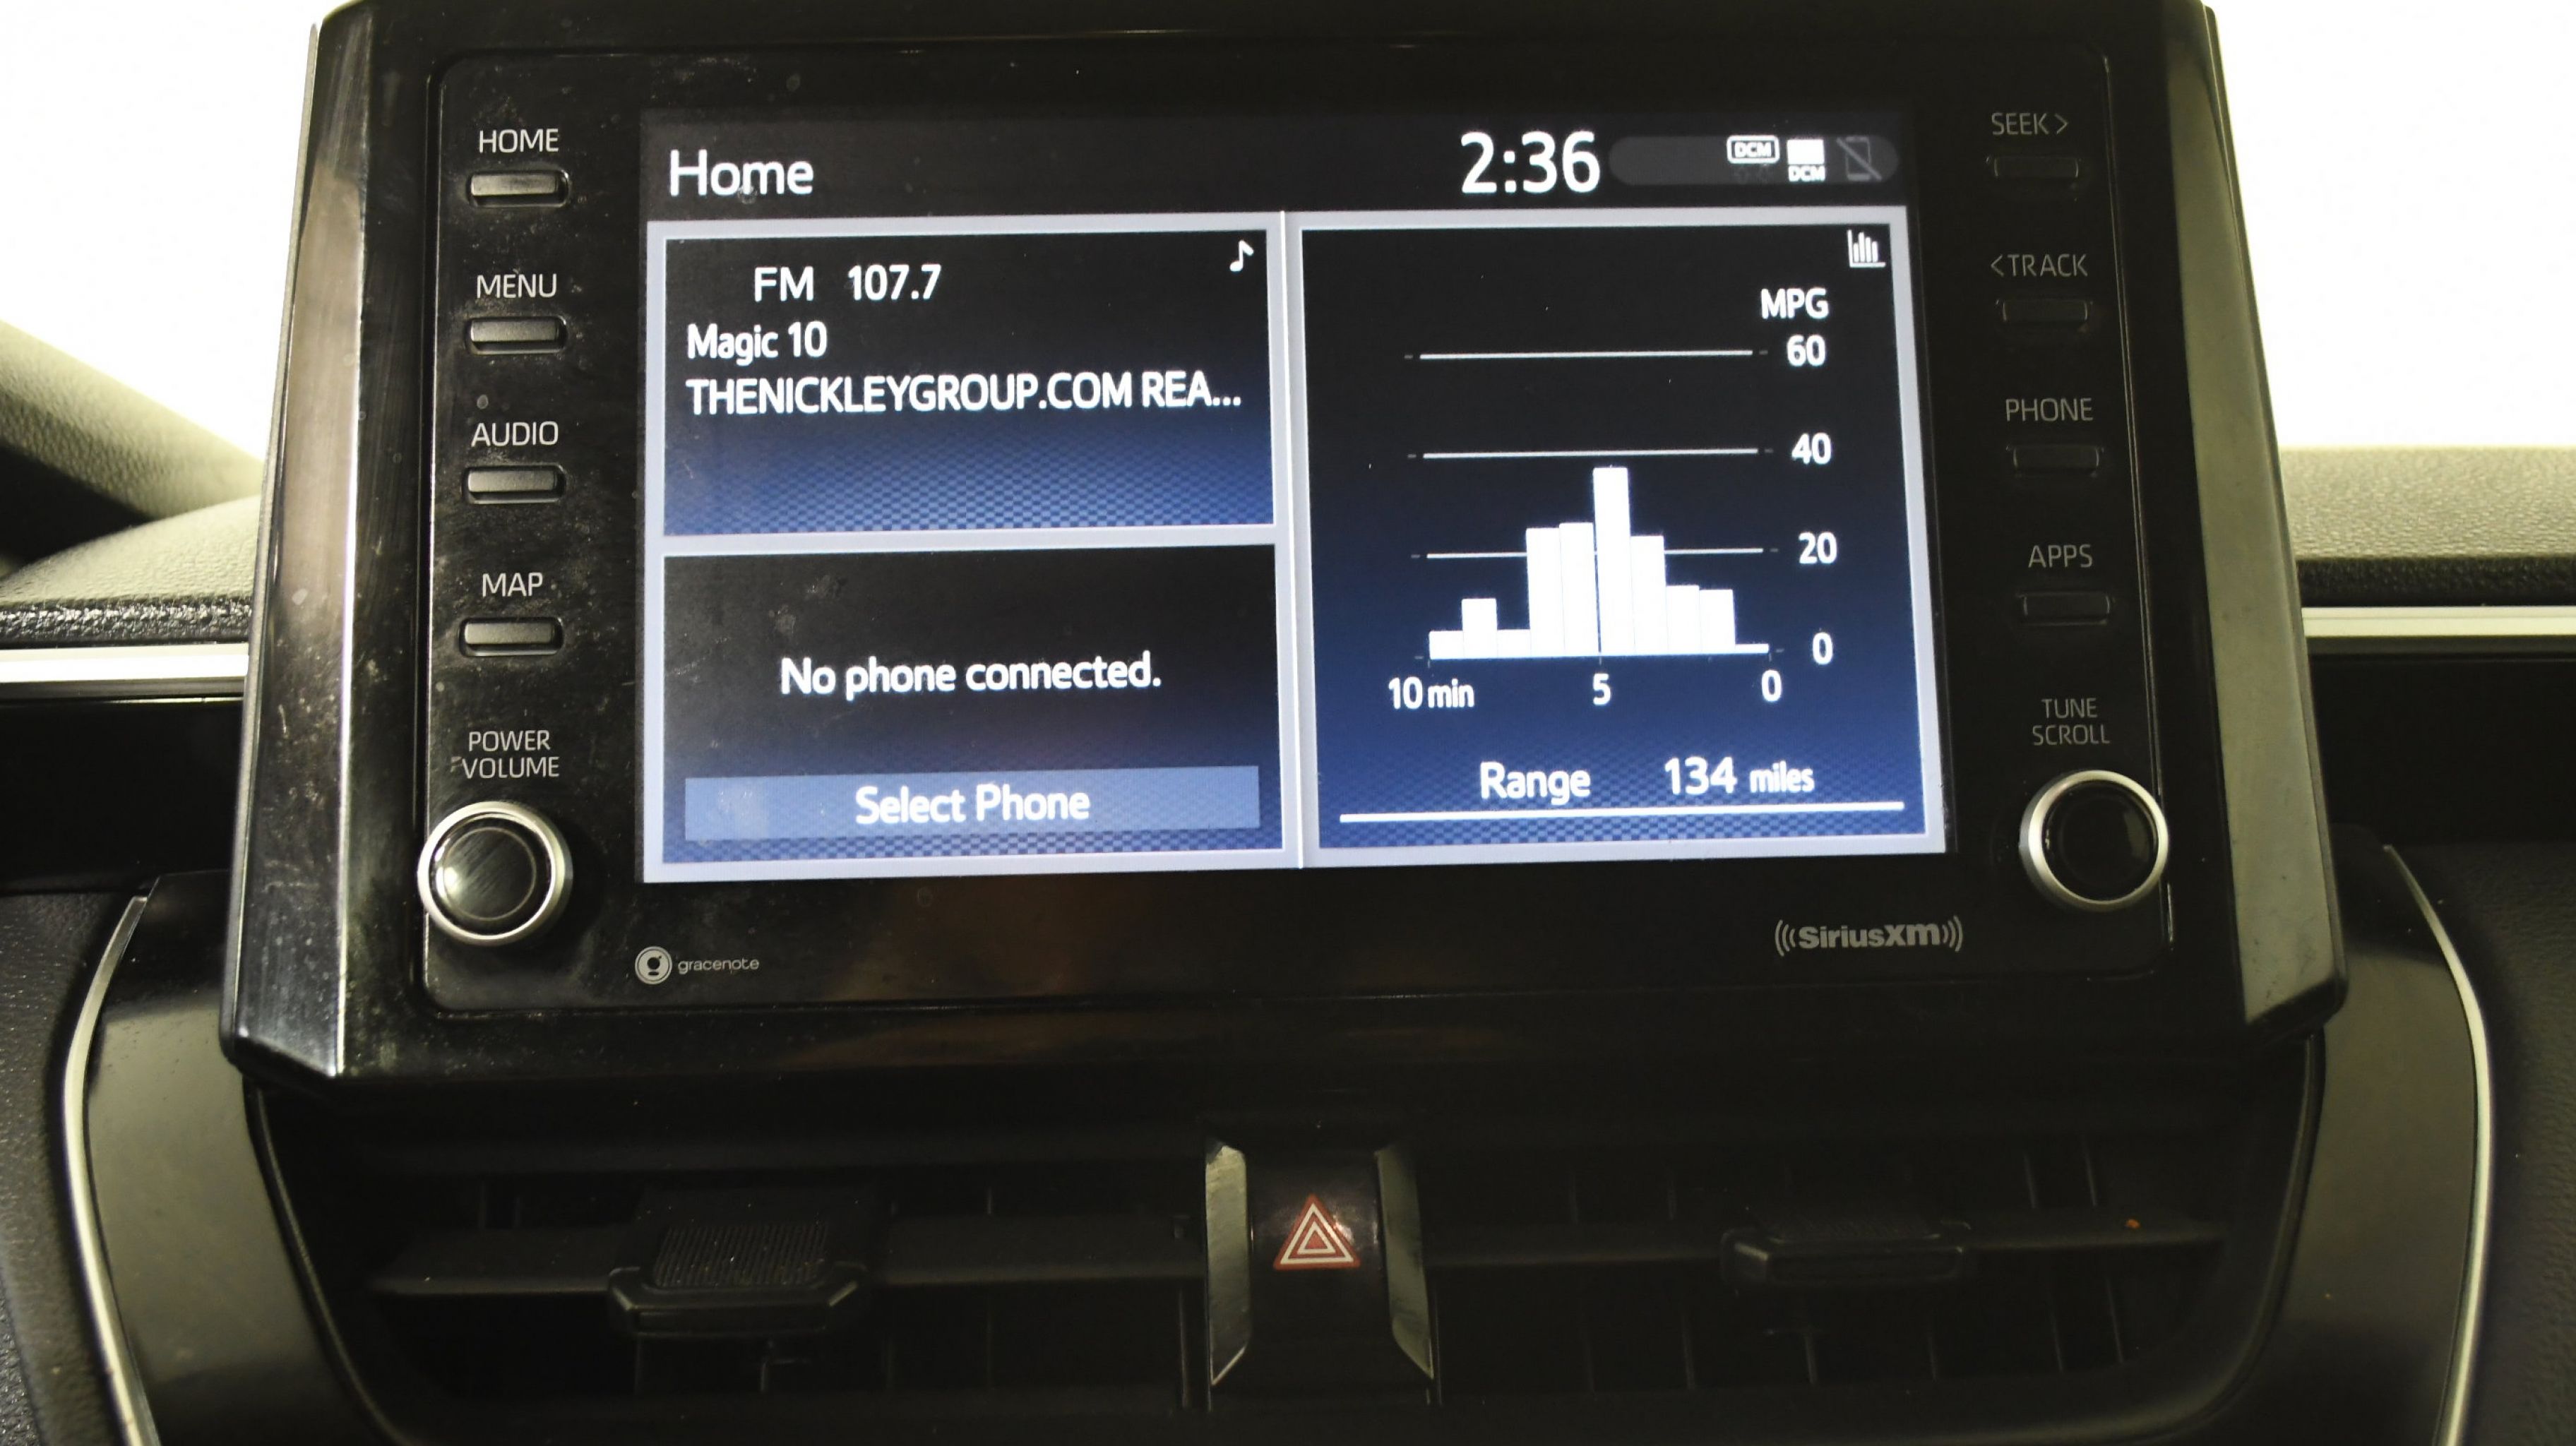 HOME
MENU
AUDIO
MAP
POWER
VOLUME
Home
2:36
DCM
DCM
FM 107.7
Magic 10
THENICKLEYGROUP.COM REA...
No phone connected.
Select Phone
MPG
60
40
20
0
10 min 5 0
Range 134 miles
SEEK >
< TRACK
PHONE
APPS
TUNE
SCROLL
gracenote
((SiriusXM))